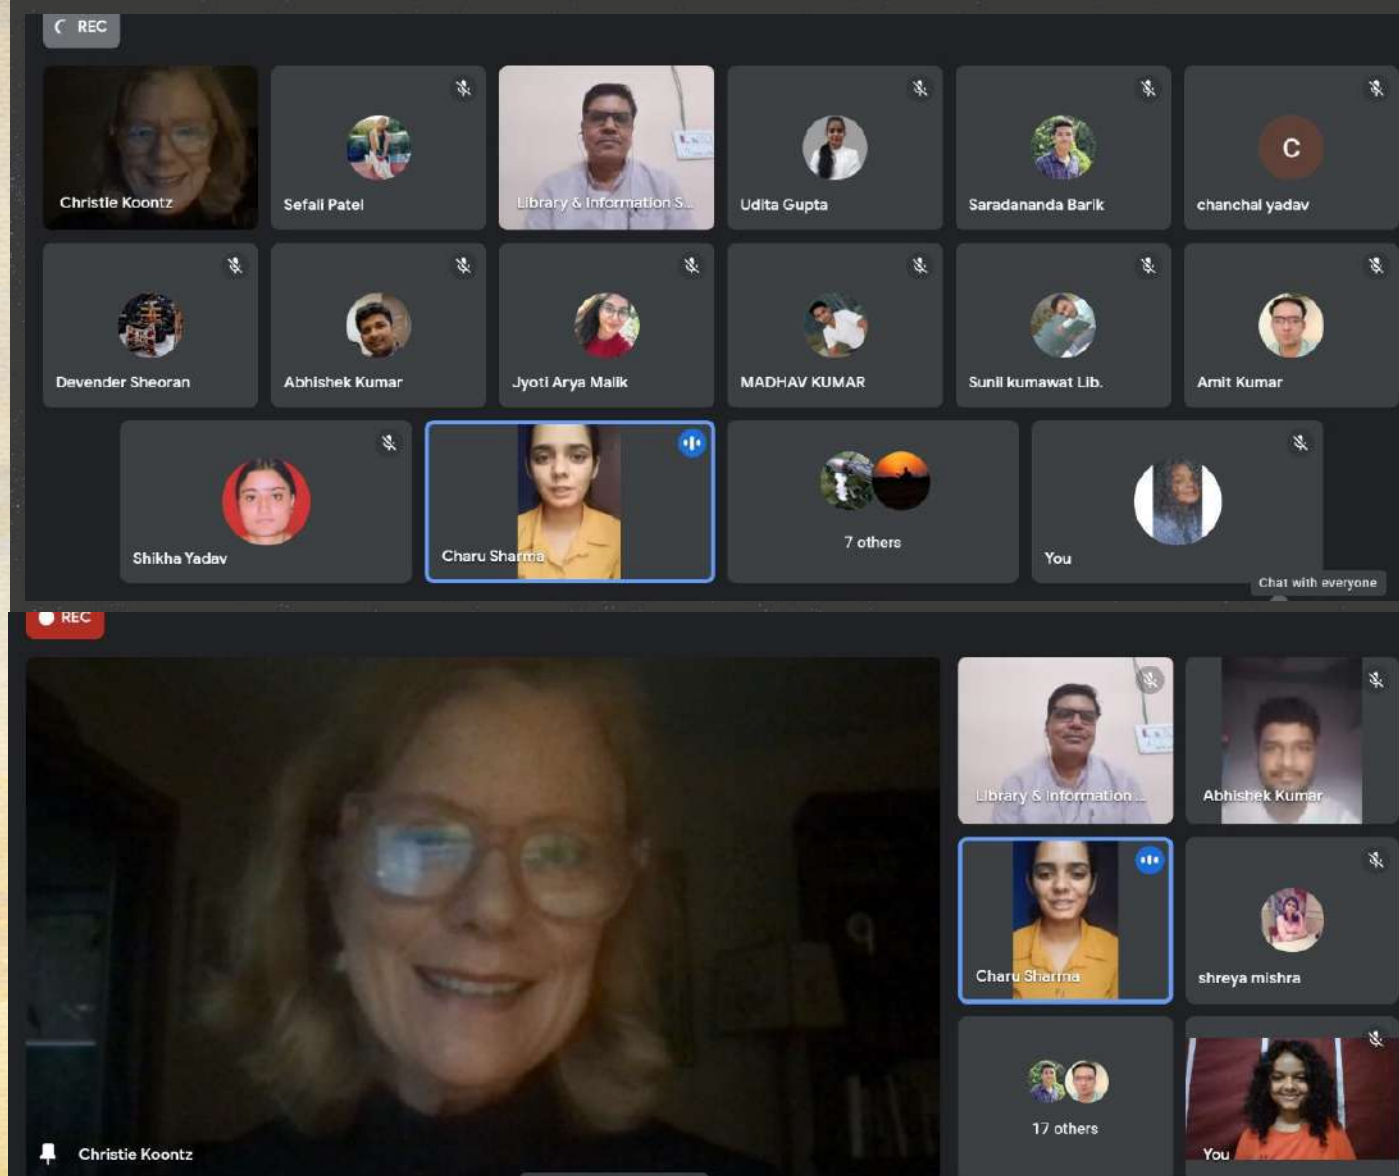 REC
Christie Koontz
Sefali Patel
Library & Information S...
Udita Gupta
Saradananda Barik
C
chanchal yadav
Devender Sheoran
Abhishek Kumar
Jyoti Arya Malik
MADHAV KUMAR
Sunil kumawat Lib.
Amit Kumar
Shikha Yadav
Charu Sharma
7 others
You
Chat with everyone
REC
Christie Koontz
Library & Information ...
Abhishek Kumar
Charu Sharma
shreya mishra
17 others
You